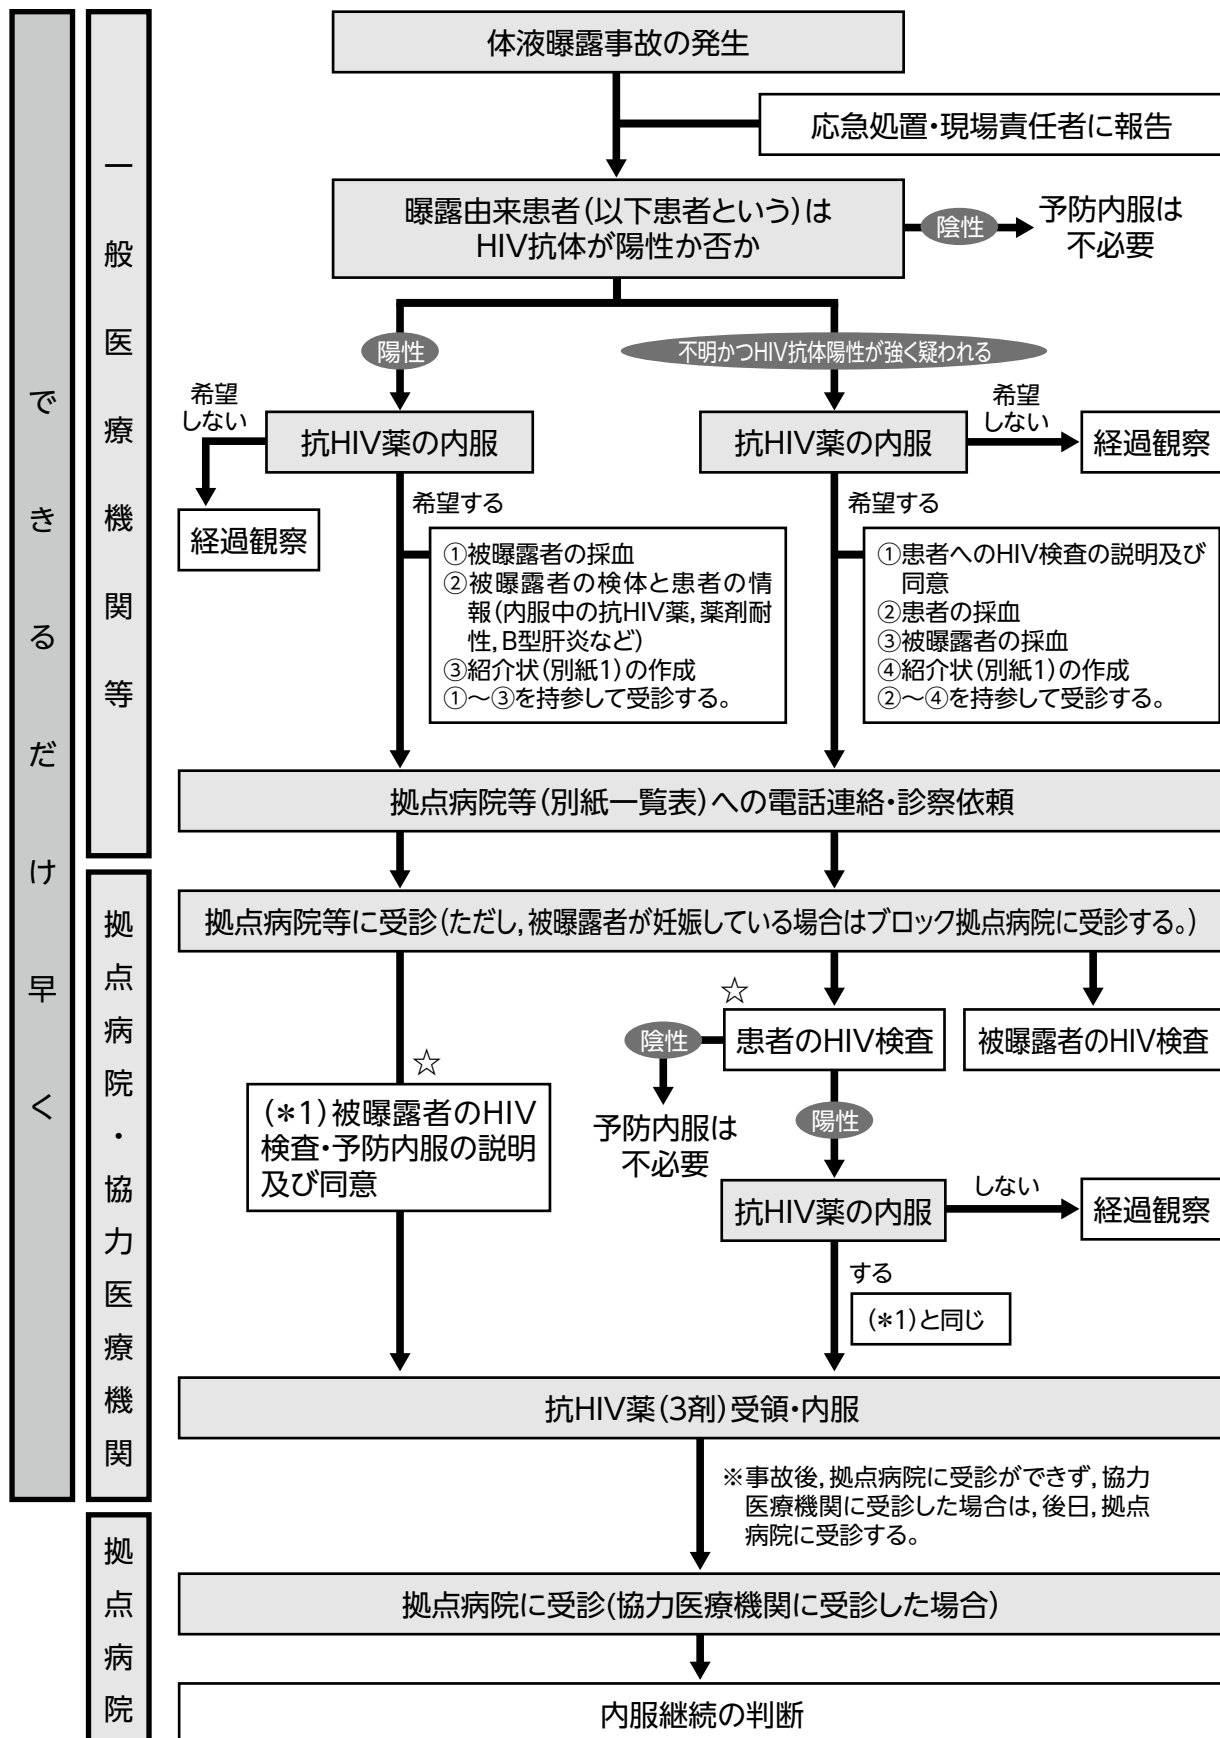 できるだけ早く
一般医療機関等
拠点病院・協力医療機関
拠点病院
体液曝露事故の発生
応急処置・現場責任者に報告
曝露由来患者(以下患者という)は
HIV抗体が陽性か否か
陰性
予防内服は
不必要
陽性
不明かつHIV抗体陽性が強く疑われる
希望
しない
抗HIV薬の内服
経過観察
希望する
①被曝露者の採血
②被曝露者の検体と患者の情
報(内服中の抗HIV薬,薬剤耐
性,B型肝炎など)
③紹介状(別紙1)の作成
①〜③を持参して受診する。
抗HIV薬の内服
希望
しない
経過観察
希望する
①患者へのHIV検査の説明及び
同意
②患者の採血
③被曝露者の採血
④紹介状(別紙1)の作成
②〜④を持参して受診する。
拠点病院等(別紙一覧表)への電話連絡・診察依頼
拠点病院等に受診(ただし,被曝露者が妊娠している場合はブロック拠点病院に受診する。)
☆
(*1)被曝露者のHIV
検査・予防内服の説明
及び同意
☆
患者のHIV検査
被曝露者のHIV検査
陰性
予防内服は
不必要
陽性
抗HIV薬の内服
しない
経過観察
する
(*1)と同じ
抗HIV薬(3剤)受領・内服
※事故後,拠点病院に受診ができず,協力
医療機関に受診した場合は,後日,拠点
病院に受診する。
拠点病院に受診(協力医療機関に受診した場合)
内服継続の判断